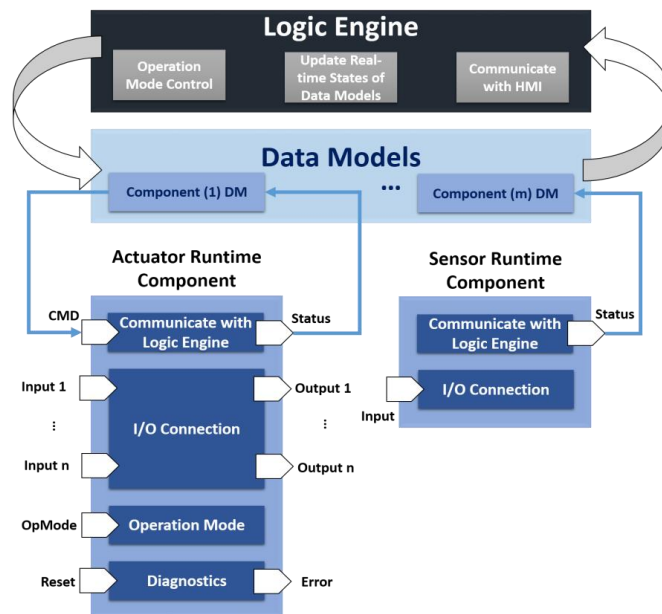 Logic Engine
Operation
Mode Control
Update Real-
time States of
Data Models
Communicate
with HMI
Data Models
Component (1) DM
...
Component (m) DM
Actuator Runtime
Component
Sensor Runtime
Component
CMD
Communicate with
Logic Engine
Status
Communicate with
Logic Engine
Status
Input 1
Output 1
I/O Connection
Input
...
I/O Connection
...
Input n
Output n
OpMode
Operation Mode
Reset
Diagnostics
Error